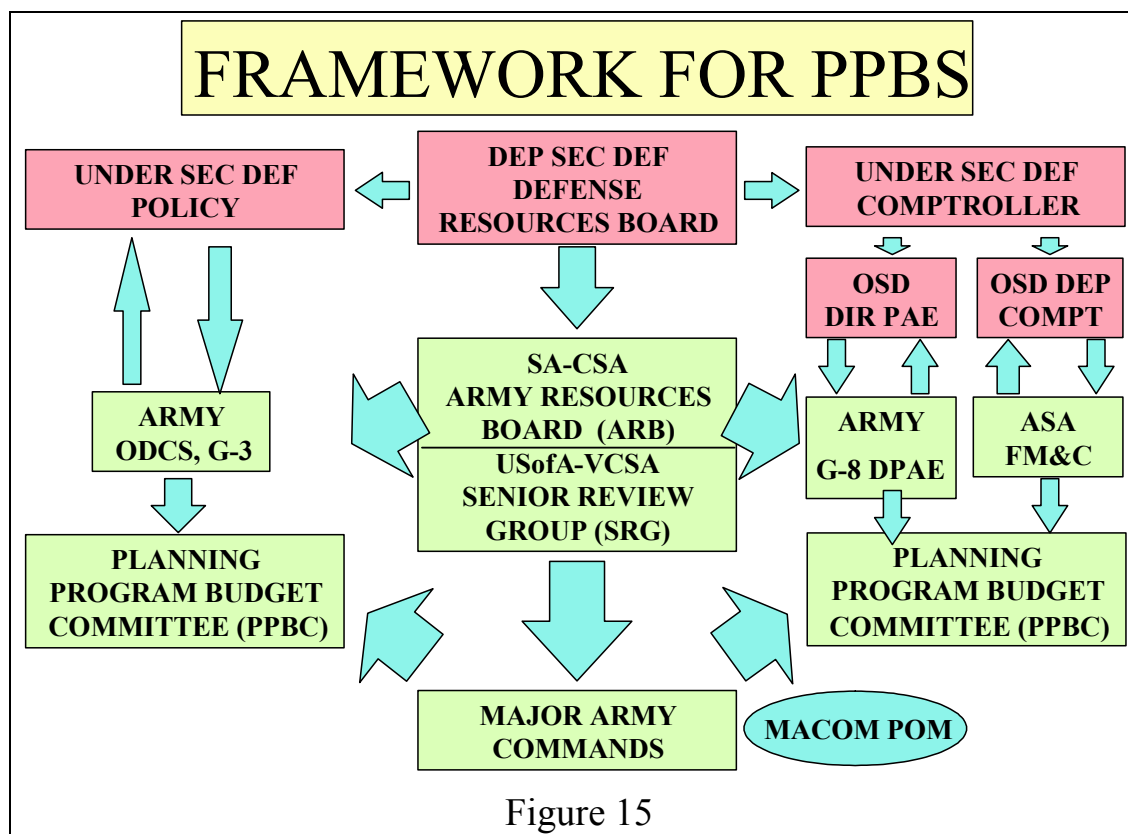 FRAMEWORK FOR PPBS
UNDER SEC DEF
POLICY
DEP SEC DEF
DEFENSE
RESOURCES BOARD
UNDER SEC DEF
COMPTROLLER
OSD
DIR PAE
OSD DEP
COMPT
SA-CSA
ARMY RESOURCES
BOARD (ARB)
USofA-VCSA
SENIOR REVIEW
GROUP (SRG)
ARMY
ODCS, G-3
ARMY
G-8 DPAE
ASA
FM&C
PLANNING
PROGRAM BUDGET
COMMITTEE (PPBC)
PLANNING
PROGRAM BUDGET
COMMITTEE (PPBC)
MAJOR ARMY
COMMANDS
MACOM POM
Figure 15